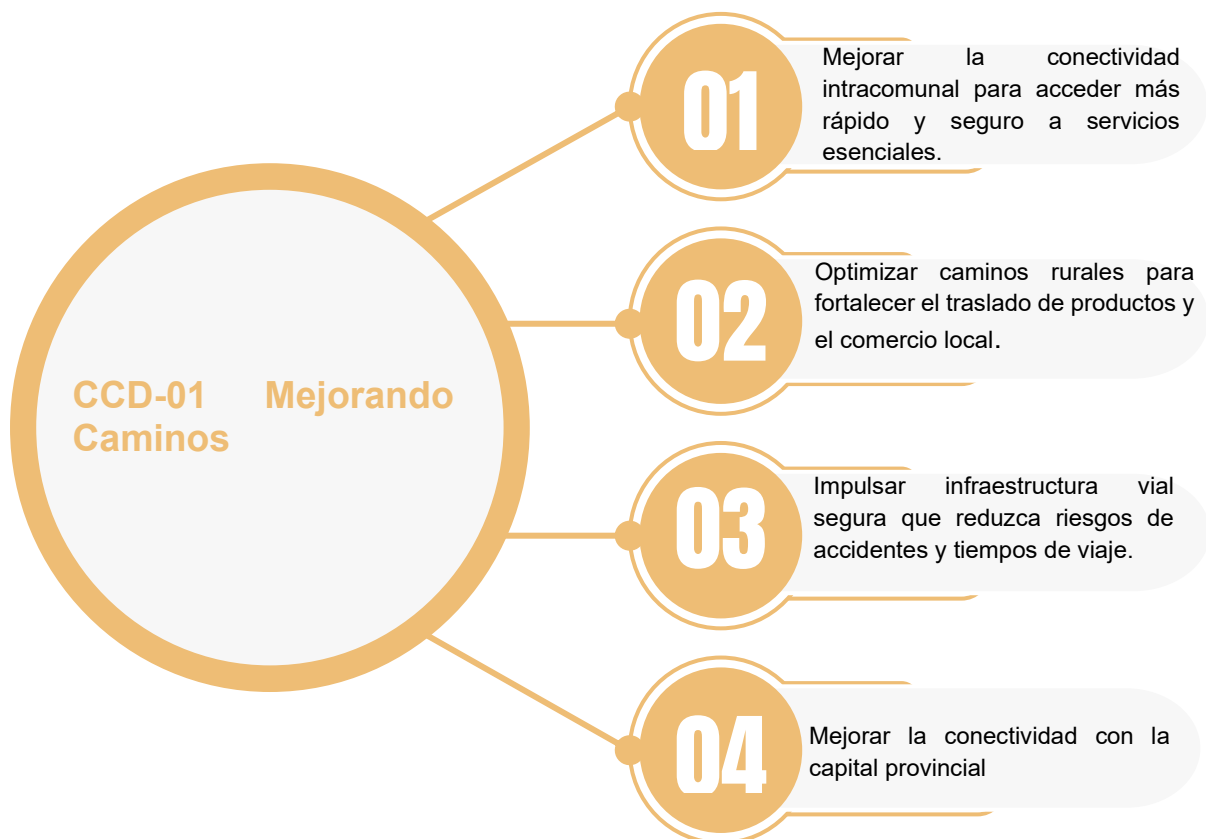 CCD-01 Mejorando
Caminos
01
Mejorar la conectividad
intracomunal para acceder más
rápido y seguro a servicios
esenciales.
02
Optimizar caminos rurales para
fortalecer el traslado de productos y
el comercio local.
03
Impulsar infraestructura vial
segura que reduzca riesgos de
accidentes y tiempos de viaje.
04
Mejorar la conectividad con la
capital provincial